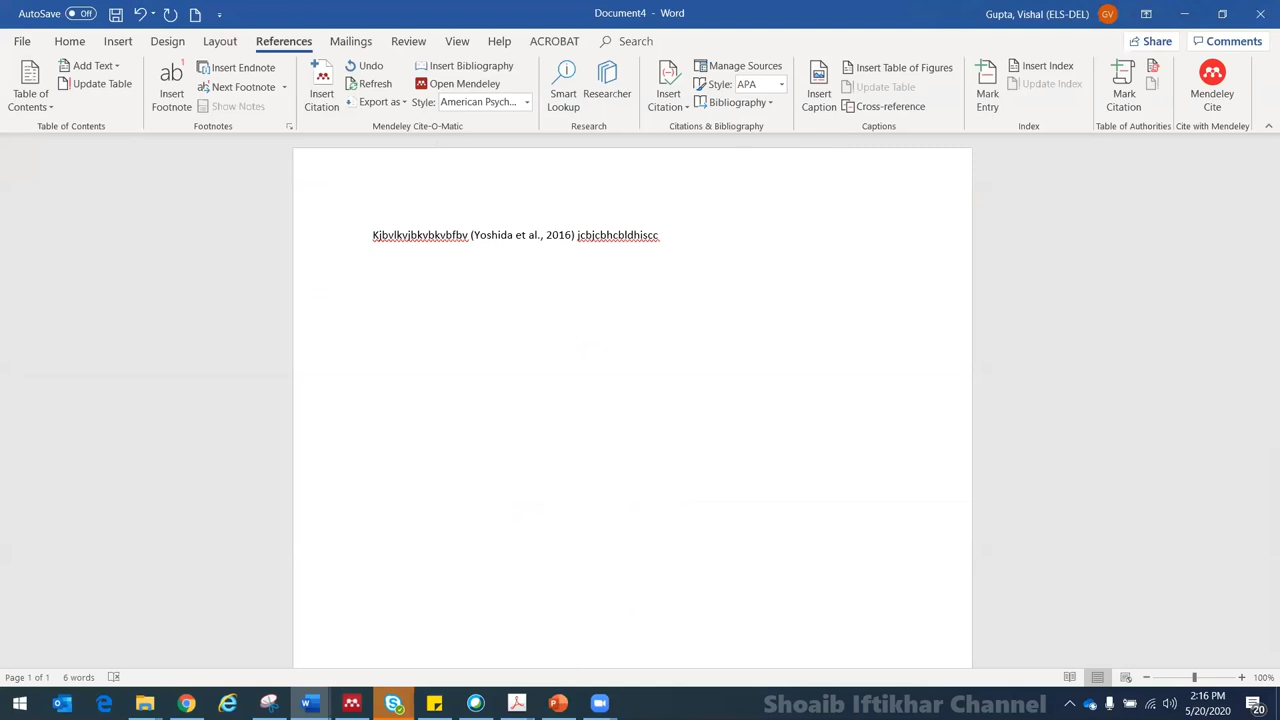 AutoSave Off Document4 - Word Gupta, Vishal (ELS-DEL) GV
File Home Insert Design Layout References Mailings Review View Help ACROBAT Search Share Comments
Table of Contents
Add Text
Update Table
Table of Contents
ab1
Insert Footnote
Insert Endnote
Next Footnote
Show Notes
Footnotes
Insert Citation
Undo
Refresh
Export as
Insert Bibliography
Open Mendeley
Style: American Psych...
Mendeley Cite-O-Matic
Smart Lookup
Researcher
Research
Insert Citation
Manage Sources
Style: APA
Bibliography
Citations & Bibliography
Insert Caption
Insert Table of Figures
Update Table
Cross-reference
Captions
Mark Entry
Insert Index
Update Index
Index
Mark Citation
Table of Authorities
Mendeley Cite
Cite with Mendeley
Kjbvlkvjbkvbkvbfbv (Yoshida et al., 2016) jcbjcbhcbldhiscc
Page 1 of 1 6 words 100%
Shoaib Iftikhar Channel
2:16 PM
5/20/2020
20